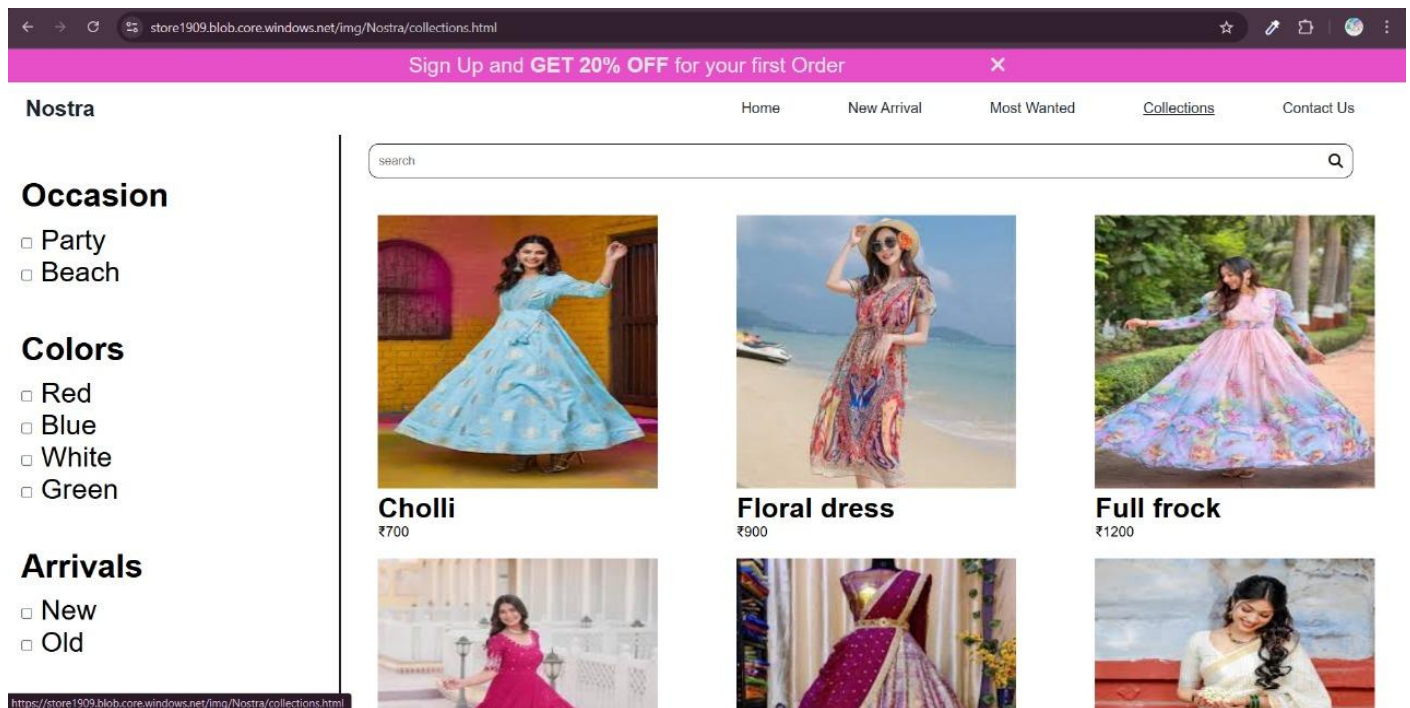 store1909.blob.core.windows.net/img/Nostra/collections.html
Sign Up and GET 20% OFF for your first Order ✕
Nostra
Home New Arrival Most Wanted Collections Contact Us
search
Occasion
Party
Beach
Colors
Red
Blue
White
Green
Arrivals
New
Old
Cholli
₹700
Floral dress
₹900
Full frock
₹1200
https://store1909.blob.core.windows.net/img/Nostra/collections.html